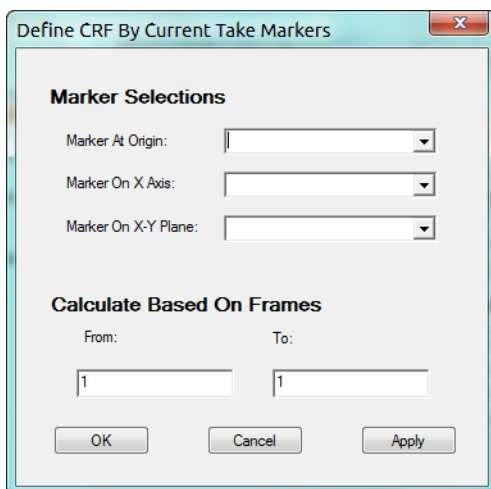 Define CRF By Current Take Markers
Marker Selections
Marker At Origin:
Marker On X Axis:
Marker On X-Y Plane:
Calculate Based On Frames
From: To:
1 1
OK Cancel Apply